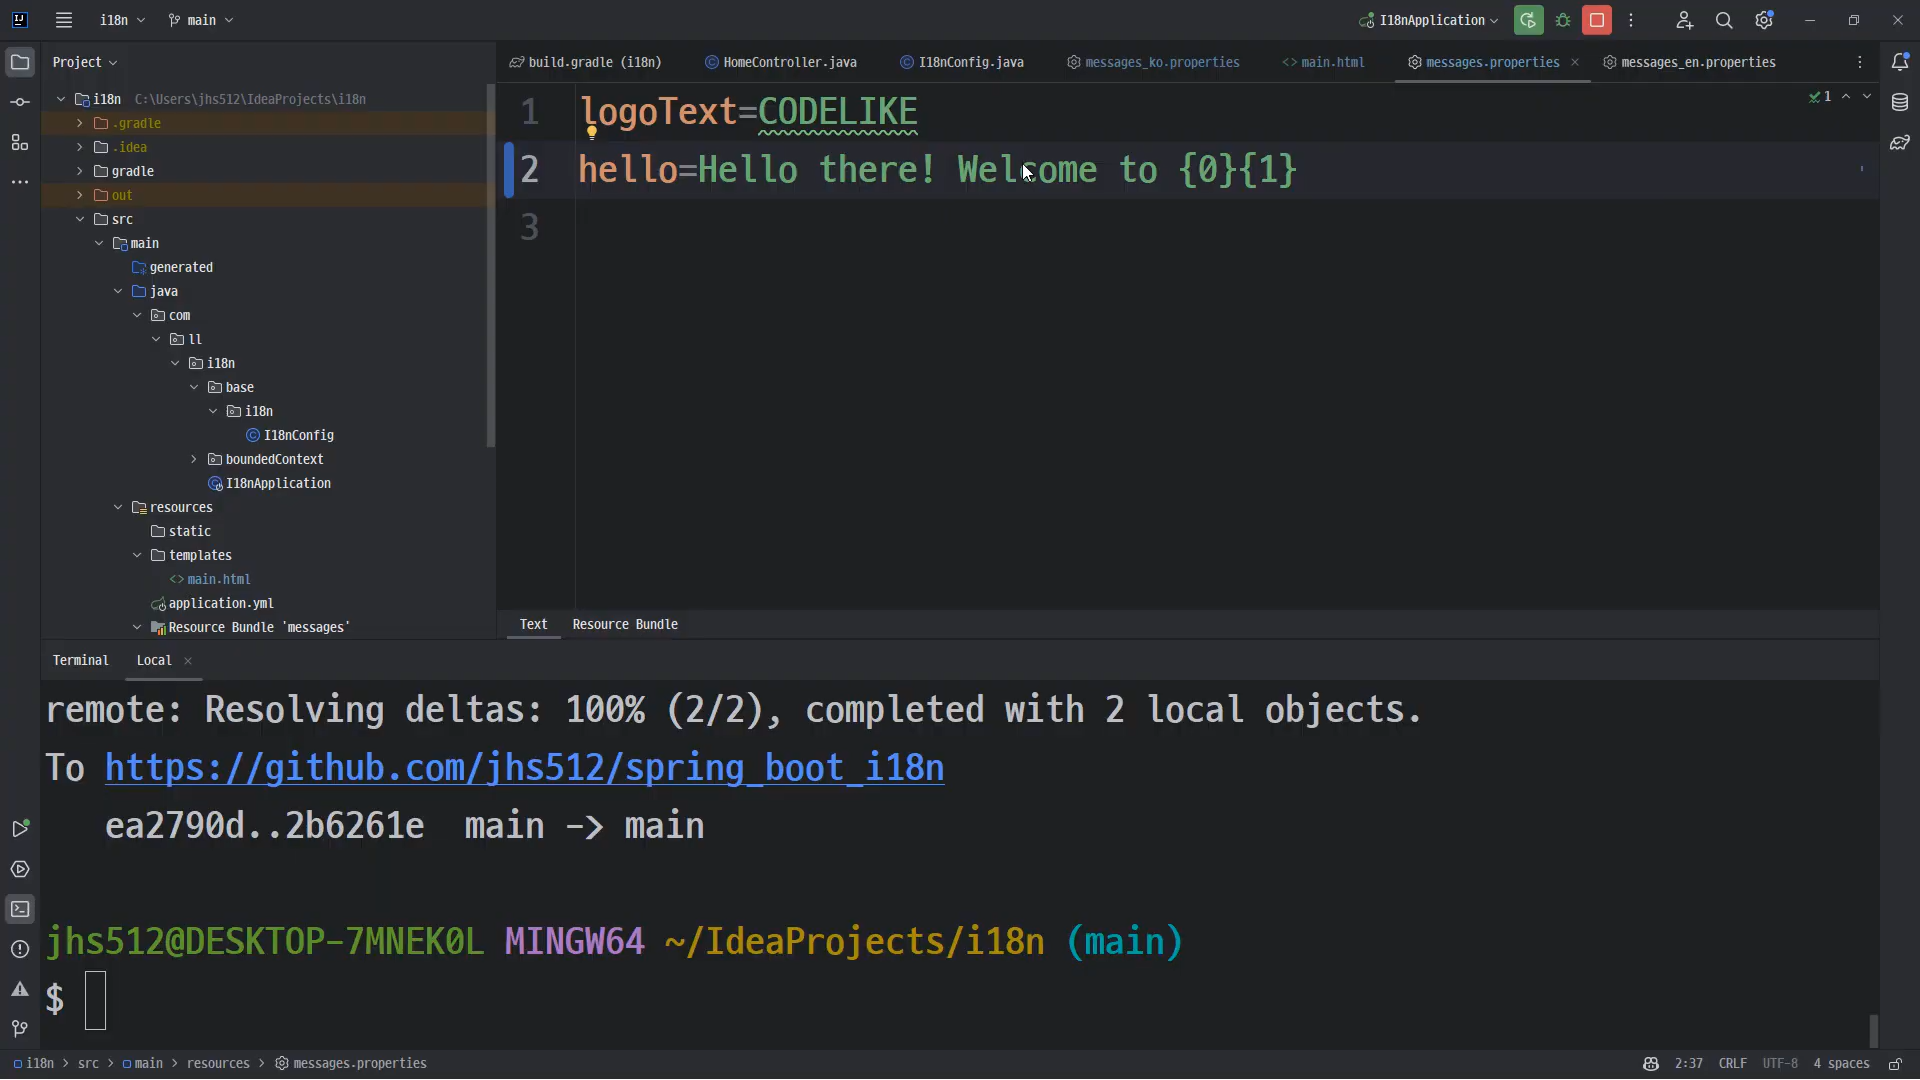 i18n main I18nApplication
Project
build.gradle (i18n) HomeController.java I18nConfig.java messages_ko.properties main.html messages.properties messages_en.properties
i18n C:\Users\jhs512\IdeaProjects\i18n
.gradle
.idea
gradle
out
src
main
generated
java
com
ll
i18n
base
i18n
I18nConfig
boundedContext
I18nApplication
resources
static
templates
main.html
application.yml
Resource Bundle 'messages'
1 logoText=CODELIKE
2 hello=Hello there! Welcome to {0}{1}
3
1
Text Resource Bundle
Terminal Local
remote: Resolving deltas: 100% (2/2), completed with 2 local objects.
To https://github.com/jhs512/spring_boot_i18n
ea2790d..2b6261e main -> main
jhs512@DESKTOP-7MNEK0L MINGW64 ~/IdeaProjects/i18n (main)
$
i18n > src > main > resources > messages.properties 2:37 CRLF UTF-8 4 spaces